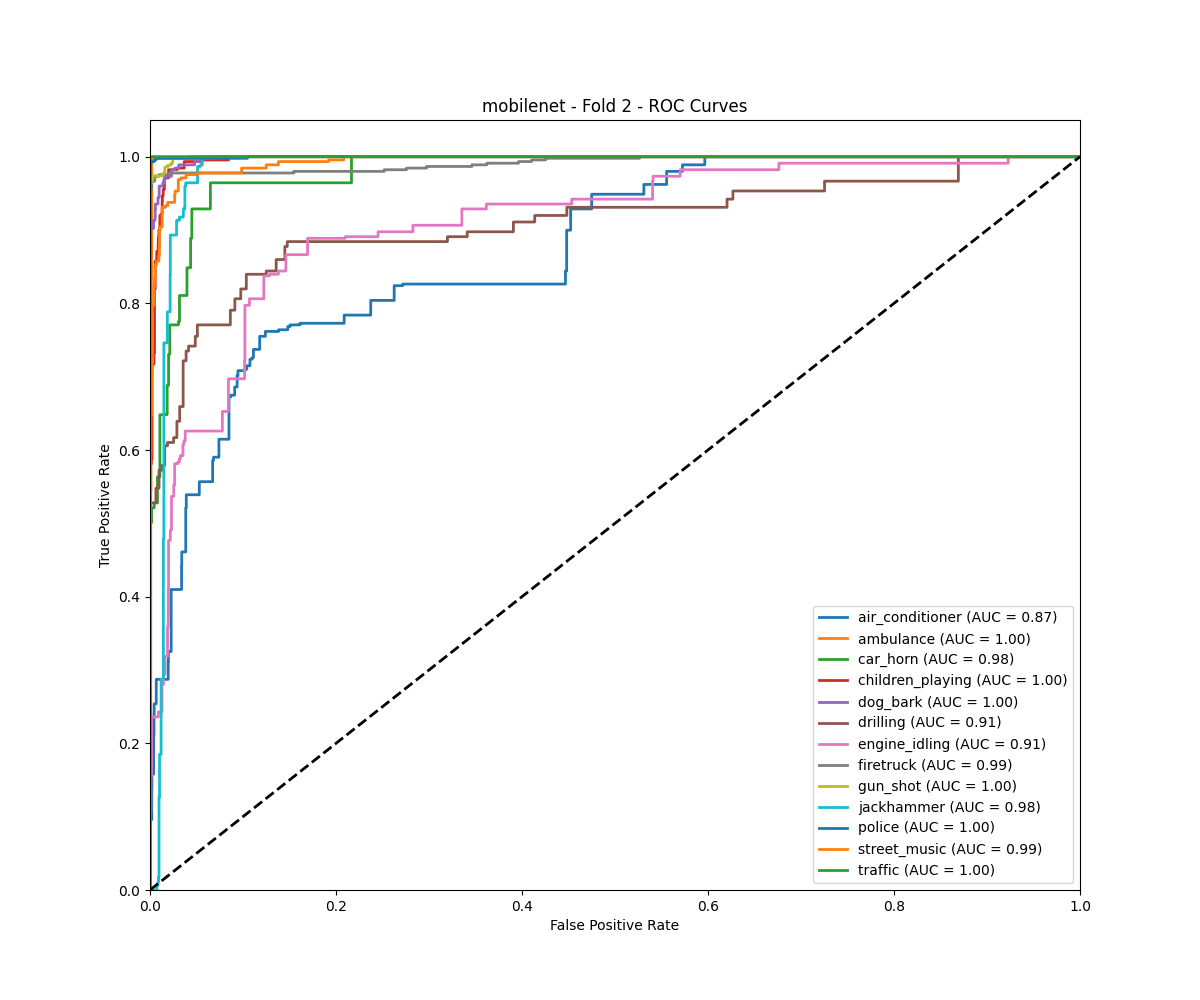 mobilenet - Fold 2 - ROC Curves
1.0
0.8
0.6
0.4
0.2
0.0
True Positive Rate
0.0 0.2 0.4 0.6 0.8 1.0
False Positive Rate
air_conditioner (AUC = 0.87)
ambulance (AUC = 1.00)
car_horn (AUC = 0.98)
children_playing (AUC = 1.00)
dog_bark (AUC = 1.00)
drilling (AUC = 0.91)
engine_idling (AUC = 0.91)
firetruck (AUC = 0.99)
gun_shot (AUC = 1.00)
jackhammer (AUC = 0.98)
police (AUC = 1.00)
street_music (AUC = 0.99)
traffic (AUC = 1.00)